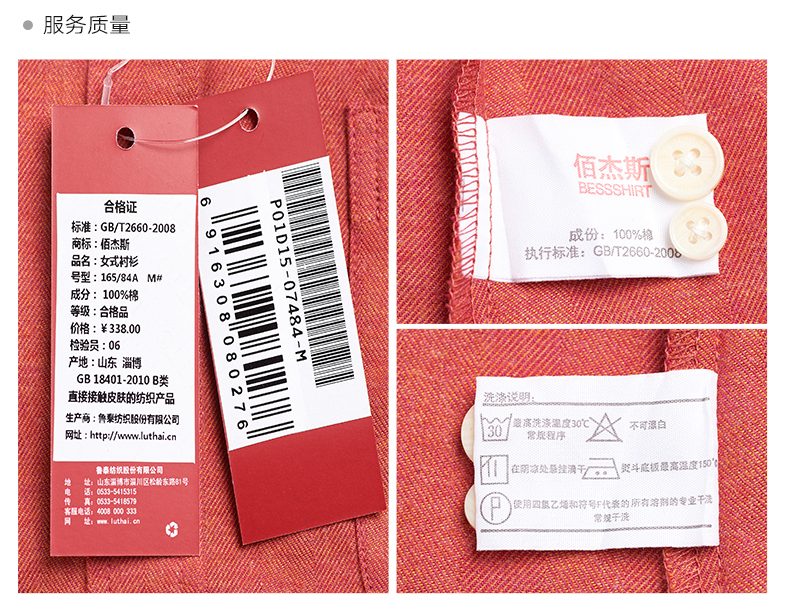 服务质量
合格证
标准：GB/T2660-2008
商标：佰杰斯
品名：女式衬衫
号型：165/84A M#
成分：100%棉
等级：合格品
价格：￥338.00
检验员：06
产地：山东 淄博
GB 18401-2010 B类
直接接触皮肤的纺织产品
生产商：鲁泰纺织股份有限公司
网址：http://www.luthai.cn
鲁泰纺织股份有限公司
地 址：山东淄博市淄川区松龄东路81号
电 话：0533-5415315
传 真：0533-5418579
客服电话：4008 000 333
网 址：www.luthai.cn
P01D15-07484-M
6 916308 080276
佰杰斯
BESSSHIRT
成份：100%棉
执行标准：GB/T2660-2008
洗涤说明：
30
最高洗涤温度30℃
常规程序
不可漂白
在阴凉处悬挂滴干
熨斗底板最高温度150℃
P
使用四氯乙烯和符号F代表的所有溶剂的专业干洗
常规干洗